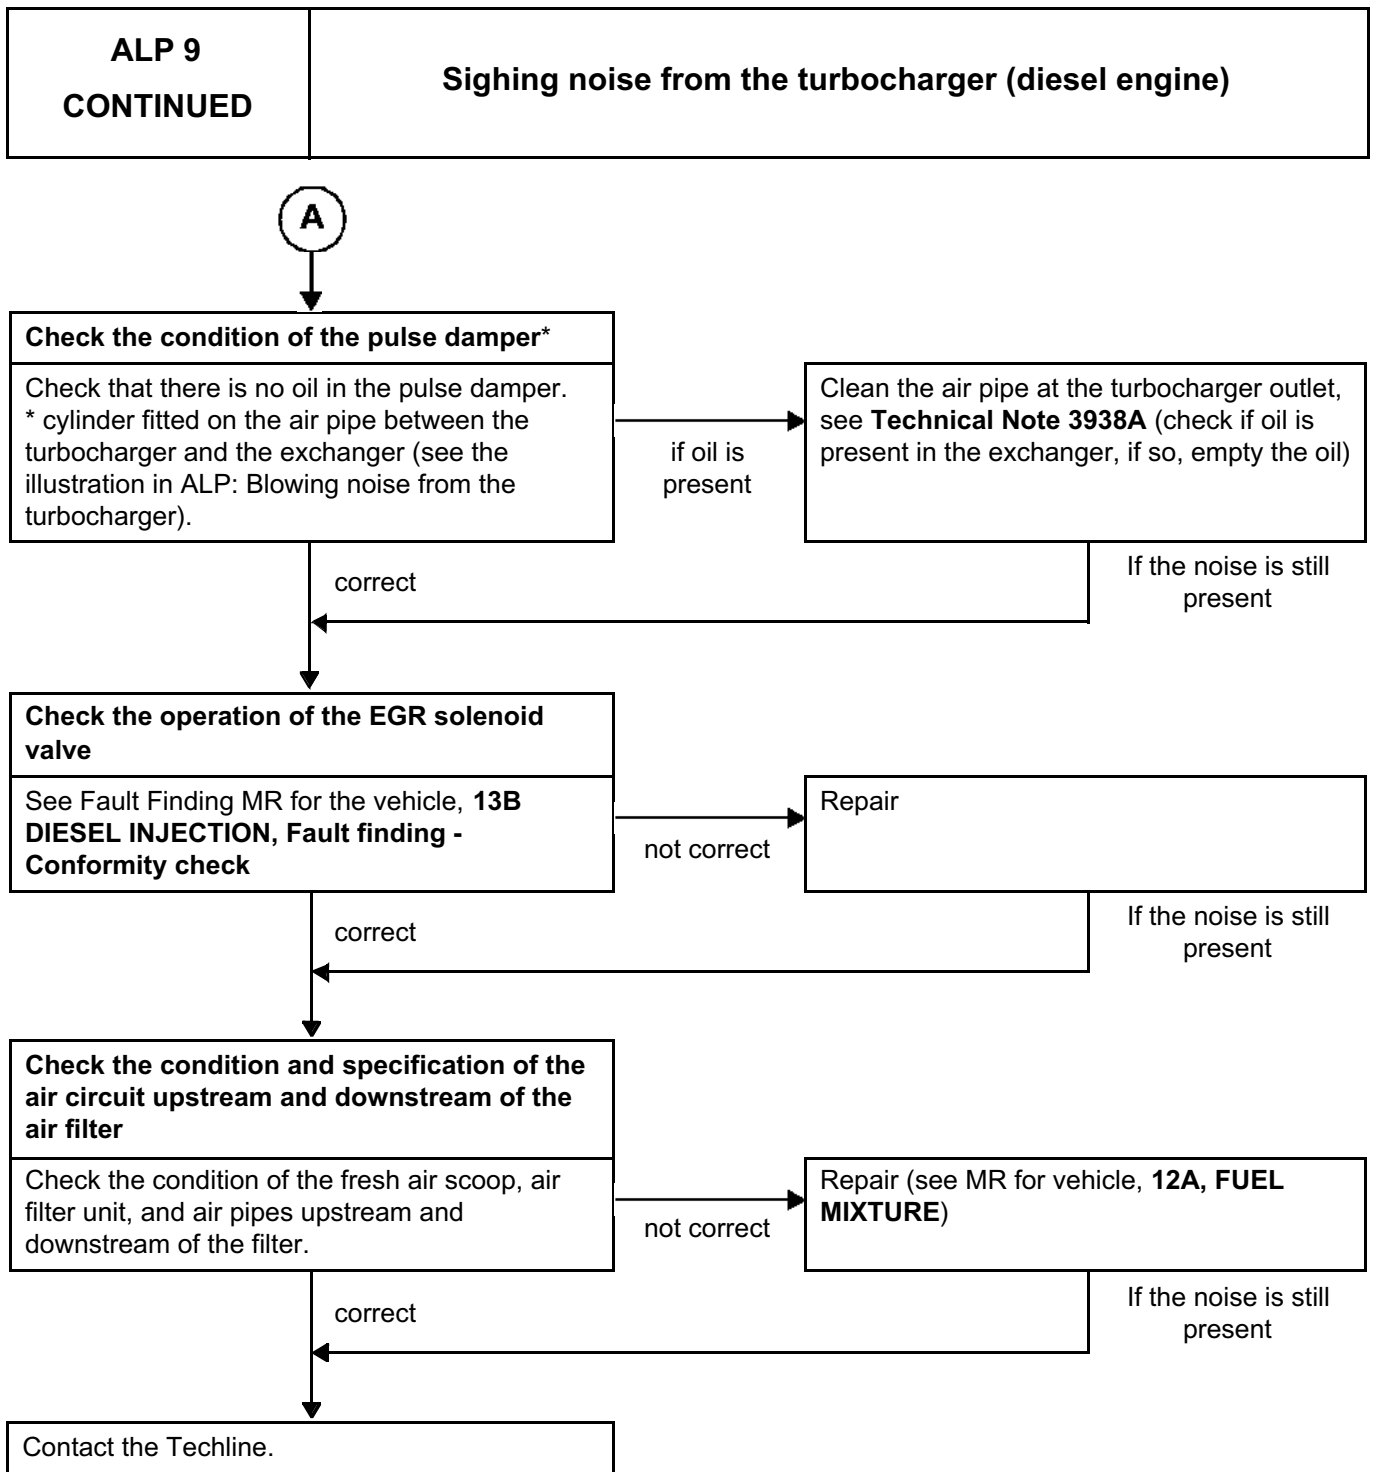 ALP 9
CONTINUED
Sighing noise from the turbocharger (diesel engine)
A
Check the condition of the pulse damper*
Check that there is no oil in the pulse damper.
* cylinder fitted on the air pipe between the
turbocharger and the exchanger (see the
illustration in ALP: Blowing noise from the
turbocharger).
if oil is
present
Clean the air pipe at the turbocharger outlet,
see Technical Note 3938A (check if oil is
present in the exchanger, if so, empty the oil)
correct
If the noise is still
present
Check the operation of the EGR solenoid
valve
See Fault Finding MR for the vehicle, 13B
DIESEL INJECTION, Fault finding -
Conformity check
not correct
Repair
correct
If the noise is still
present
Check the condition and specification of the
air circuit upstream and downstream of the
air filter
Check the condition of the fresh air scoop, air
filter unit, and air pipes upstream and
downstream of the filter.
not correct
Repair (see MR for vehicle, 12A, FUEL
MIXTURE)
correct
If the noise is still
present
Contact the Techline.